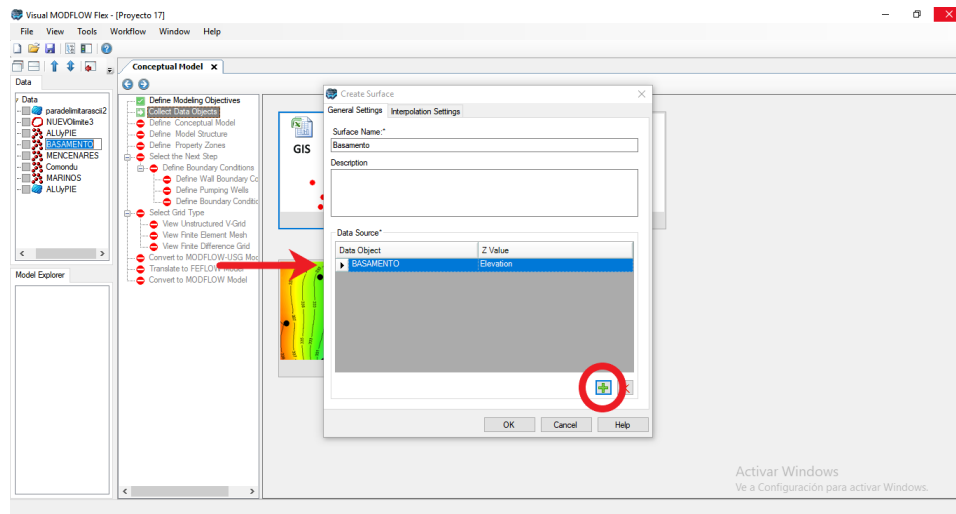 Visual MODFLOW Flex - [Proyecto 17]
File View Tools Workflow Window Help
Conceptual Model X
Data
Data
paradelimitarascii2
NUEVOlimite3
ALUyPIE
BASAMENTO
MENCENARES
Comondu
MARINOS
ALUyPIE
Model Explorer
Define Modeling Objectives
Collect Data Objects
Define Conceptual Model
Define Model Structure
Define Property Zones
Select the Next Step
Define Boundary Conditions
Define Wall Boundary Co
Define Pumping Wells
Define Boundary Conditic
Select Grid Type
View Unstructured V-Grid
View Finite Element Mesh
View Finite Difference Grid
Convert to MODFLOW-USG Mod
Translate to FEFLOW Model
Convert to MODFLOW Model
GIS
Create Surface
General Settings Interpolation Settings
Surface Name:*
Basamento
Description
Data Source*
Data Object Z Value
BASAMENTO Elevation
OK Cancel Help
Activar Windows
Ve a Configuración para activar Windows.